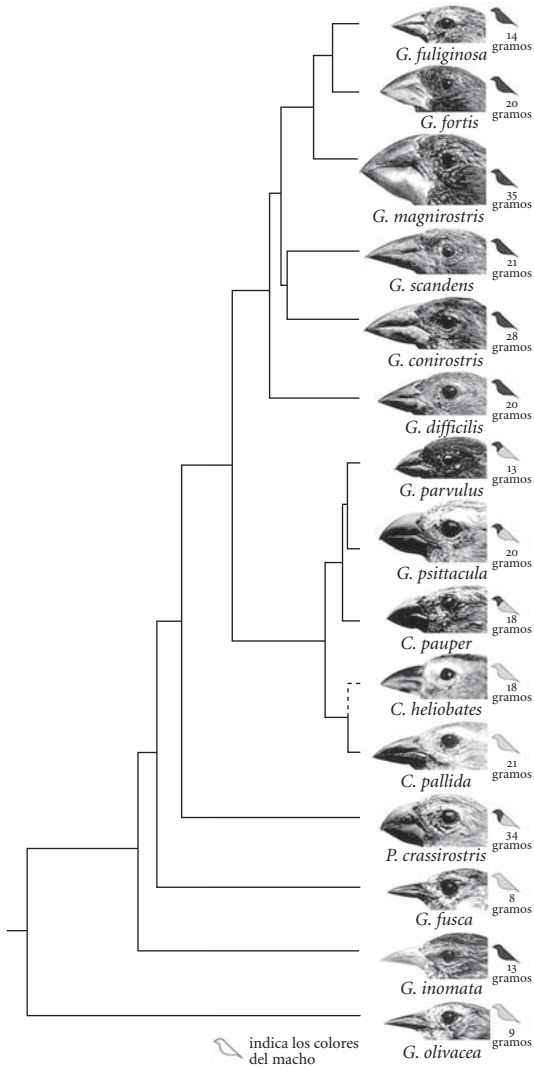 14
gramos
G. fuliginosa
20
gramos
G. fortis
35
gramos
G. magnirostris
21
gramos
G. scandens
28
gramos
G. conirostris
20
gramos
G. difficilis
13
gramos
G. parvulus
20
gramos
G. psittacula
18
gramos
C. pauper
18
gramos
C. heliobates
21
gramos
C. pallida
34
gramos
P. crassirostris
8
gramos
G. fusca
13
gramos
G. inomata
9
gramos
G. olivacea
indica los colores
del macho